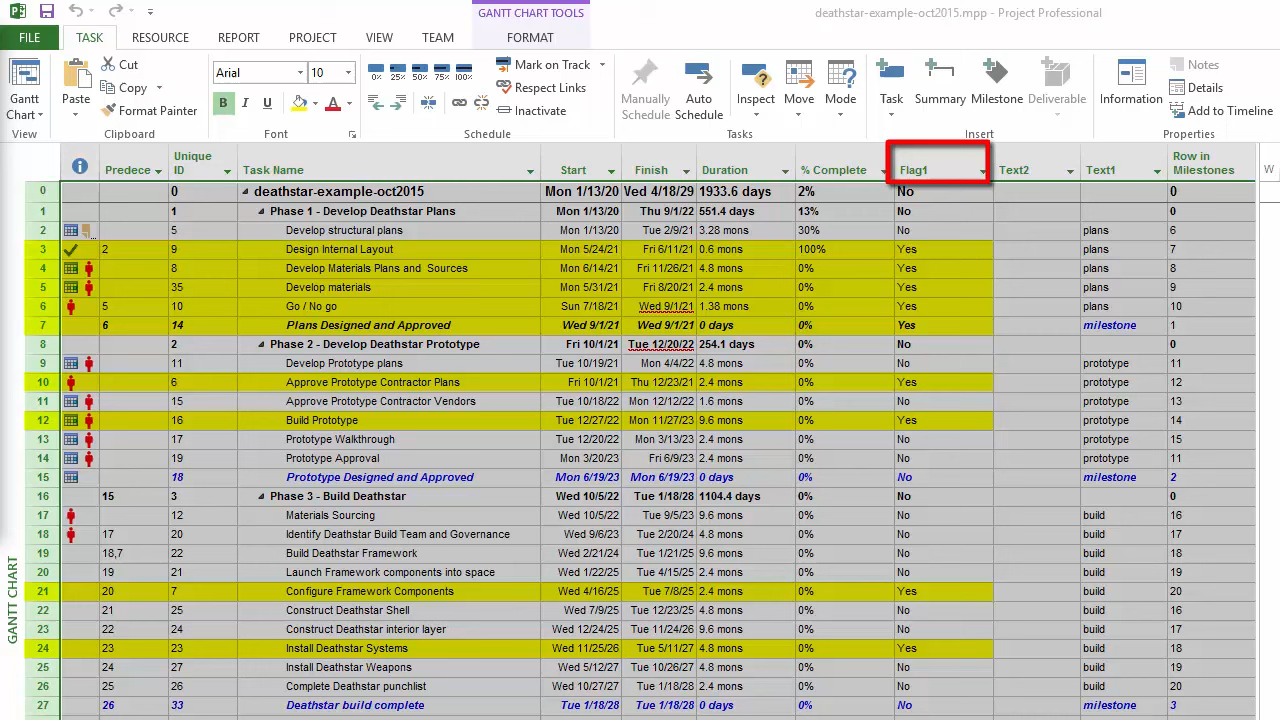 GANTT CHART TOOLS
deathstar-example-oct2015.mpp - Project Professional
FILE TASK RESOURCE REPORT PROJECT VIEW TEAM FORMAT
Gantt Chart
View
Paste
Cut
Copy
Format Painter
Clipboard
Arial 10
B I U A
Font
0% 25% 50% 75% 100%
Mark on Track
Respect Links
Inactivate
Schedule
Manually Schedule
Auto Schedule
Inspect Move Mode
Tasks
Task Summary Milestone Deliverable
Insert
Information
Notes
Details
Add to Timeline
Properties
Predece Unique ID Task Name Start Finish Duration % Complete Flag1 Text2 Text1 Row in Milestones W
0 0 deathstar-example-oct2015 Mon 1/13/20 Wed 4/18/29 1933.6 days 2% No 0
1 1 Phase 1 - Develop Deathstar Plans Mon 1/13/20 Thu 9/1/22 551.4 days 13% No 0
2 5 Develop structural plans Mon 1/13/20 Tue 2/9/21 3.28 mons 30% No plans 6
3 2 9 Design Internal Layout Mon 5/24/21 Fri 6/11/21 0.6 mons 100% Yes plans 7
4 8 Develop Materials Plans and Sources Mon 6/14/21 Fri 11/26/21 4.8 mons 0% Yes plans 8
5 35 Develop materials Mon 5/31/21 Fri 8/20/21 2.4 mons 0% Yes plans 9
6 5 10 Go / No go Sun 7/18/21 Wed 9/1/21 1.38 mons 0% Yes plans 10
7 6 14 Plans Designed and Approved Wed 9/1/21 Wed 9/1/21 0 days 0% Yes milestone 1
8 2 Phase 2 - Develop Deathstar Prototype Fri 10/1/21 Tue 12/20/22 254.1 days 0% No 0
9 11 Develop Prototype plans Tue 10/19/21 Mon 4/4/22 4.8 mons 0% No prototype 11
10 6 Approve Prototype Contractor Plans Fri 10/1/21 Thu 12/23/21 2.4 mons 0% Yes prototype 12
11 15 Approve Prototype Contractor Vendors Tue 10/18/22 Mon 12/12/22 1.6 mons 0% No prototype 13
12 16 Build Prototype Tue 12/27/22 Mon 11/27/23 9.6 mons 0% Yes prototype 14
13 17 Prototype Walkthrough Tue 12/20/22 Mon 3/13/23 2.4 mons 0% No prototype 15
14 19 Prototype Approval Mon 3/20/23 Fri 6/9/23 2.4 mons 0% No prototype 11
15 18 Prototype Designed and Approved Mon 6/19/23 Mon 6/19/23 0 days 0% No milestone 2
16 15 3 Phase 3 - Build Deathstar Wed 10/5/22 Tue 1/18/28 1104.4 days 0% No 0
17 12 Materials Sourcing Wed 10/5/22 Tue 9/5/23 9.6 mons 0% No build 16
18 17 20 Identify Deathstar Build Team and Governance Wed 9/6/23 Tue 2/20/24 4.8 mons 0% No build 17
19 18,7 22 Build Deathstar Framework Wed 2/21/24 Tue 1/21/25 9.6 mons 0% No build 18
20 19 21 Launch Framework components into space Wed 1/22/25 Tue 4/15/25 2.4 mons 0% No build 19
21 20 7 Configure Framework Components Wed 4/16/25 Tue 7/8/25 2.4 mons 0% Yes build 20
22 21 25 Construct Deathstar Shell Wed 7/9/25 Tue 12/23/25 4.8 mons 0% No build 16
23 22 24 Construct Deathstar interior layer Wed 12/24/25 Tue 11/24/26 9.6 mons 0% No build 17
24 23 23 Install Deathstar Systems Wed 11/25/26 Tue 5/11/27 4.8 mons 0% Yes build 18
25 24 27 Install Deathstar Weapons Wed 5/12/27 Tue 10/26/27 4.8 mons 0% No build 19
26 25 26 Complete Deathstar punchlist Wed 10/27/27 Tue 1/18/28 2.4 mons 0% No build 20
27 26 33 Deathstar build complete Tue 1/18/28 Tue 1/18/28 0 days 0% No milestone 3
GANTT CHART